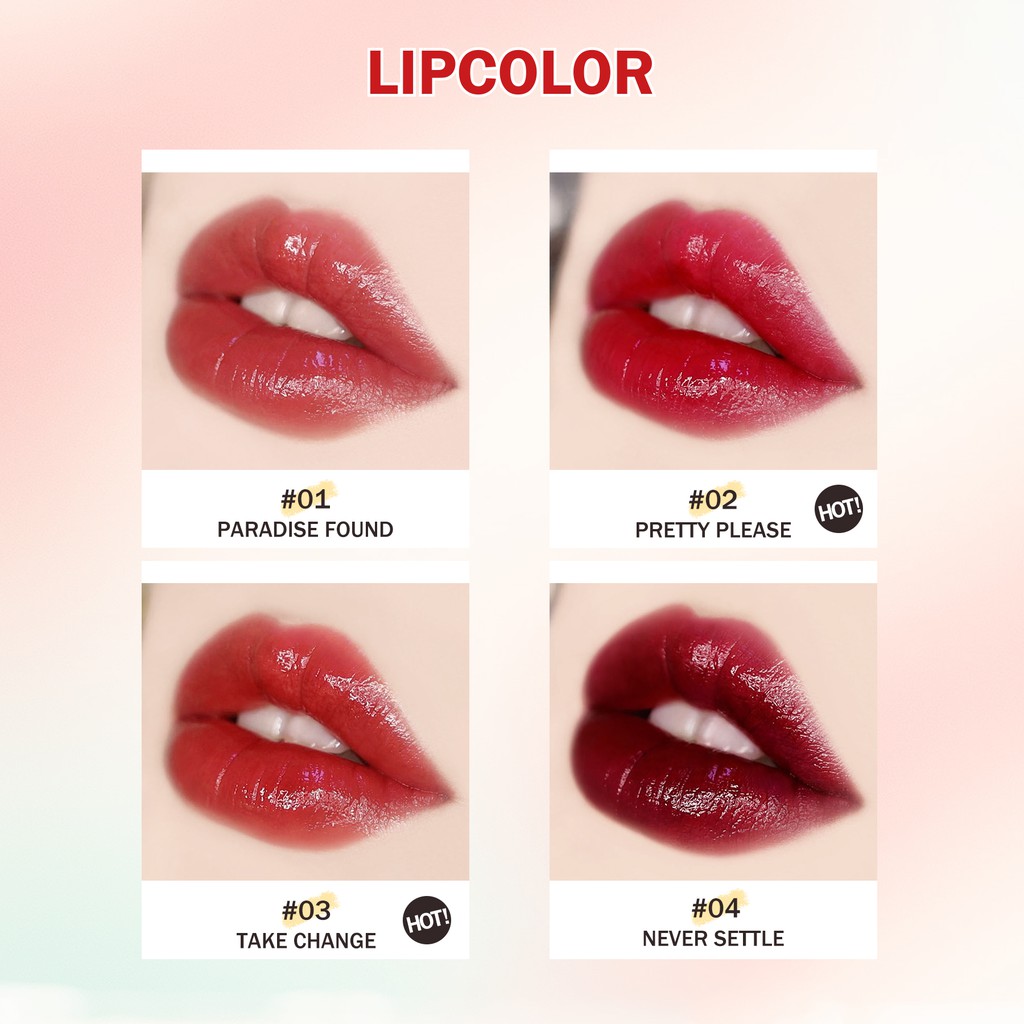 LIPCOLOR
#01
PARADISE FOUND
#02
PRETTY PLEASE
HOT!
#03
TAKE CHANGE
HOT!
#04
NEVER SETTLE